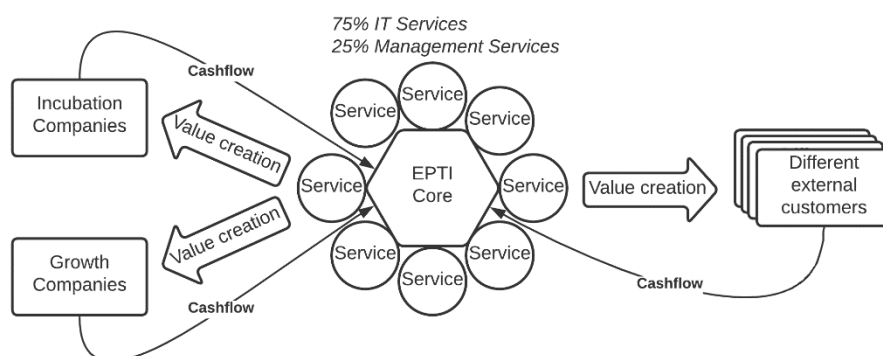 75% IT Services
25% Management Services
Cashflow
Incubation
Companies
Value creation
Service
Service
Service
Service
EPTI
Core
Service
Value creation
Different
external
customers
Value creation
Service
Service
Service
Growth
Companies
Cashflow
Cashflow